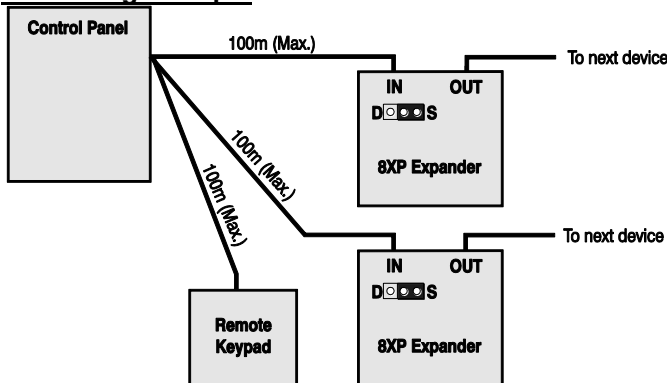 Control Panel
100m (Max.)
To next device
IN OUT
D S
8XP Expander
100m (Max.)
100m (Max.)
To next device
IN OUT
D S
8XP Expander
Remote
Keypad